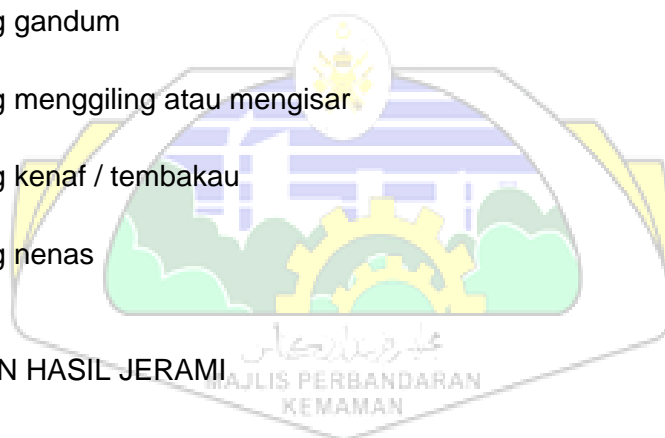 g gandum
g menggiling atau mengisar
g kenaf / tembakau
g nenas
N HASIL JERAMI
MAJLIS PERBANDARAN
KEMAMAN